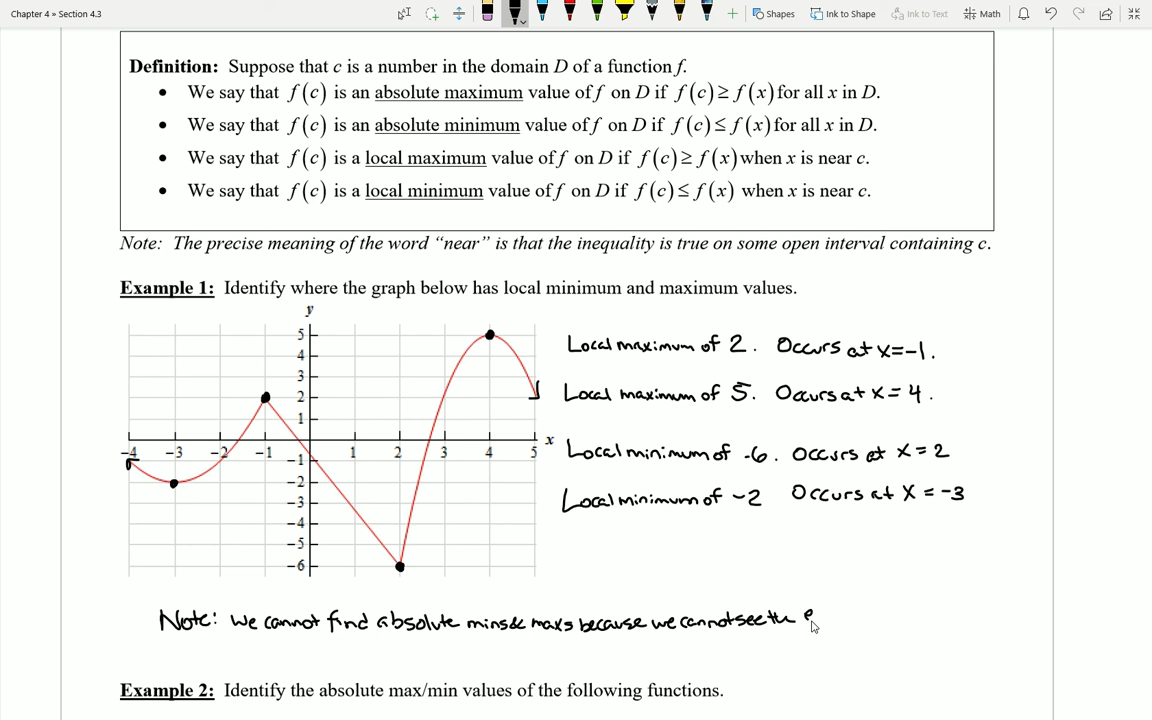 Chapter 4 » Section 4.3
Shapes Ink to Shape Ink to Text Math
Definition: Suppose that c is a number in the domain D of a function f.
• We say that f(c) is an absolute maximum value of f on D if f(c) ≥ f(x) for all x in D.
• We say that f(c) is an absolute minimum value of f on D if f(c) ≤ f(x) for all x in D.
• We say that f(c) is a local maximum value of f on D if f(c) ≥ f(x) when x is near c.
• We say that f(c) is a local minimum value of f on D if f(c) ≤ f(x) when x is near c.
Note: The precise meaning of the word “near” is that the inequality is true on some open interval containing c.
Example 1: Identify where the graph below has local minimum and maximum values.
y
5
4
3
2
1
-4 -3 -2 -1 1 2 3 4 5 x
-1
-2
-3
-4
-5
-6
Local maximum of 2. Occurs at x=-1.
Local maximum of 5. Occurs at x=4.
Local minimum of -6. occurs at x=2
Local minimum of -2 Occurs at x=-3
Note: we cannot find absolute mins & maxs because we cannot see the e
Example 2: Identify the absolute max/min values of the following functions.